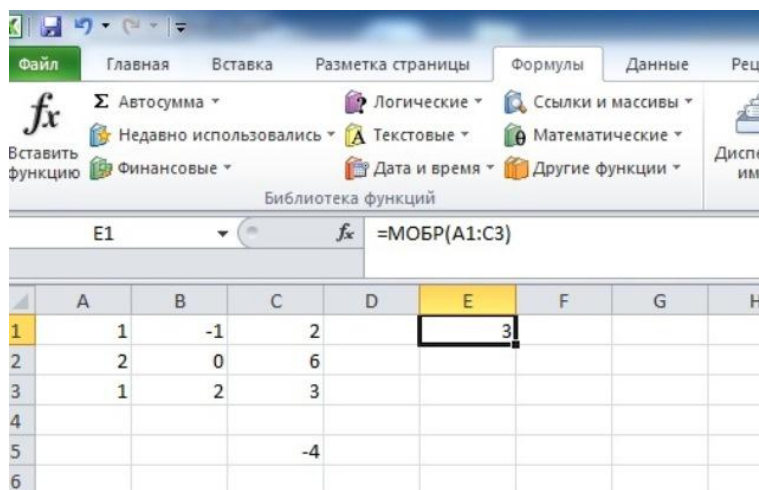 Файл Главная Вставка Разметка страницы Формулы Данные
fx Σ Автосумма Логические Ссылки и массивы
Недавно использовались Текстовые Математические
Вставить функцию Финансовые Дата и время Другие функции
Библиотека функций
E1 fx =МОБР(A1:C3)
A B C D E F G H
1 1 -1 2 3
2 2 0 6
3 1 2 3
4
5 -4
6